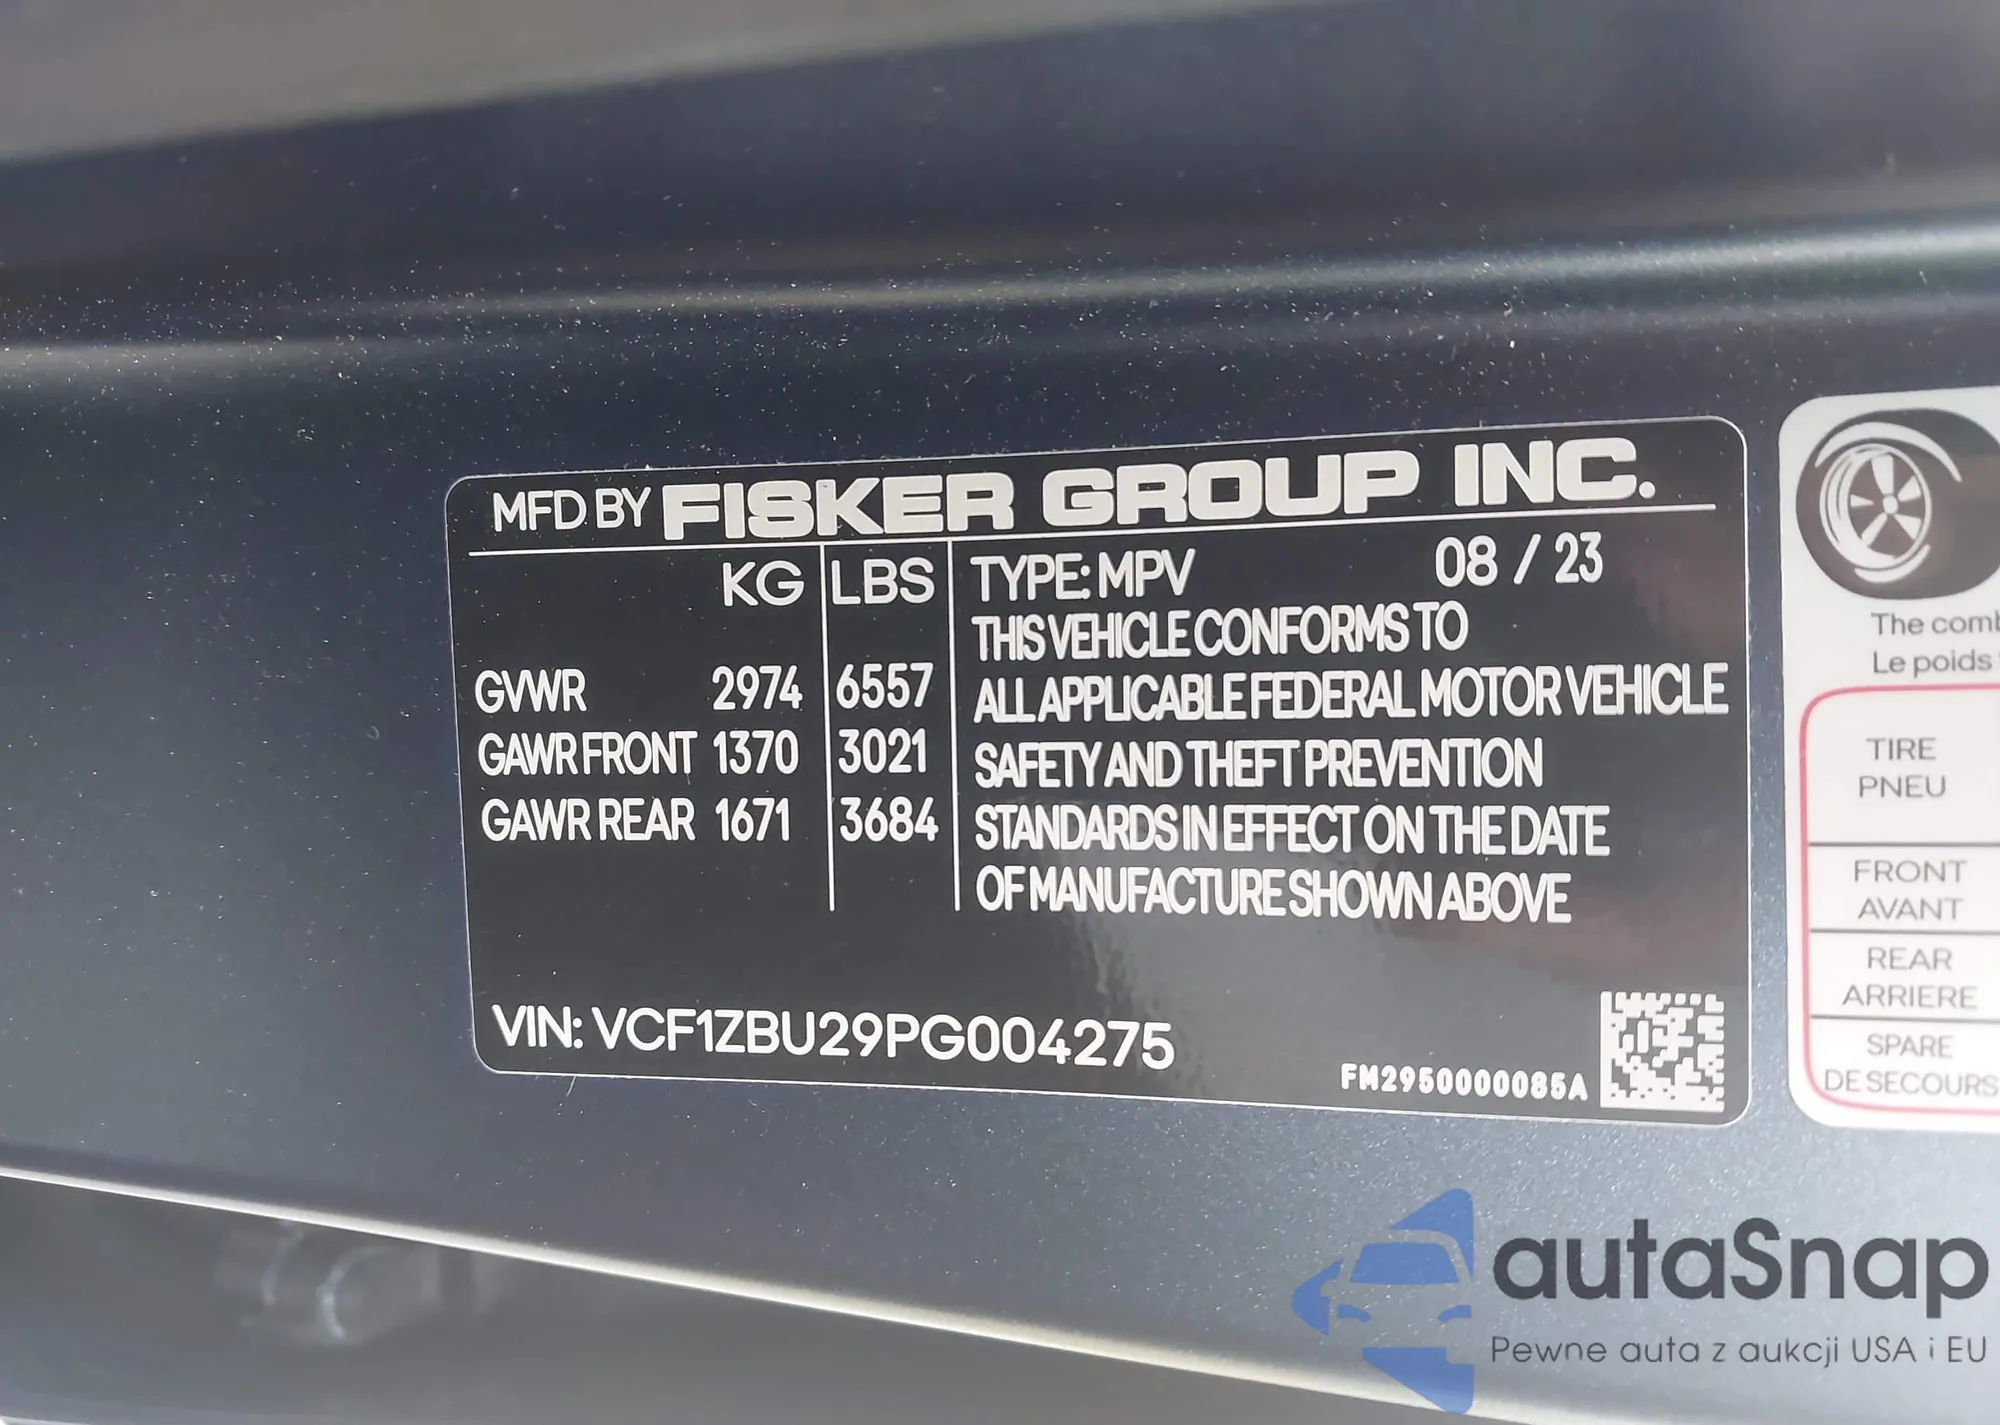 MFD BY FISKER GROUP INC.
KG LBS
GVWR 2974 6557
GAWR FRONT 1370 3021
GAWR REAR 1671 3684
TYPE: MPV 08 / 23
THIS VEHICLE CONFORMS TO
ALL APPLICABLE FEDERAL MOTOR VEHICLE
SAFETY AND THEFT PREVENTION
STANDARDS IN EFFECT ON THE DATE
OF MANUFACTURE SHOWN ABOVE
VIN: VCF1ZBU29PG004275
FM2950000085A
The
Le poids
TIRE
PNEU
FRONT
AVANT
REAR
ARRIERE
SPARE
DE SECOURS
autaSnap
Pewne auta z aukcji USA i EU